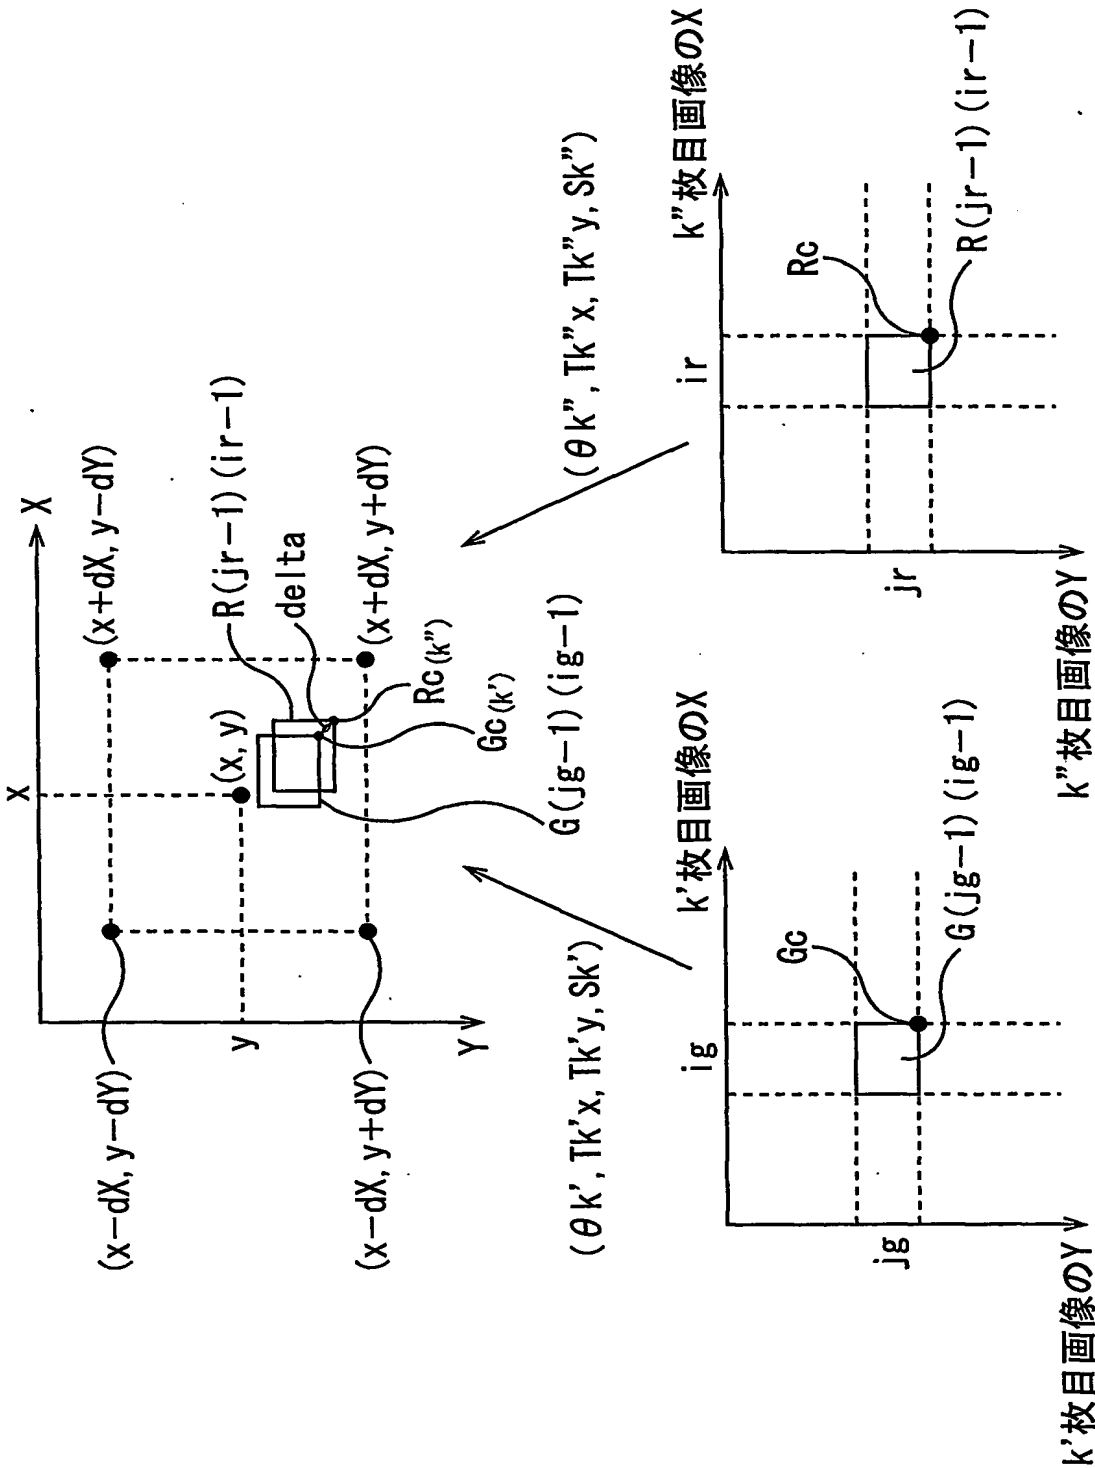 X
x
(x−dX, y−dY)
(x+dX, y−dY)
(x, y)
R(jr−1)(ir−1)
delta
y
(x−dX, y+dY)
(x+dX, y+dY)
Rc(k")
Gc(k')
G(jg−1)(ig−1)
Y
(θk', Tk'x, Tk'y, Sk')
(θk", Tk"x, Tk"y, Sk")
k'枚目画像のX
ig
Gc
jg
G(jg−1)(ig−1)
k'枚目画像のY
k"枚目画像のX
ir
Rc
jr
R(jr−1)(ir−1)
k"枚目画像のY